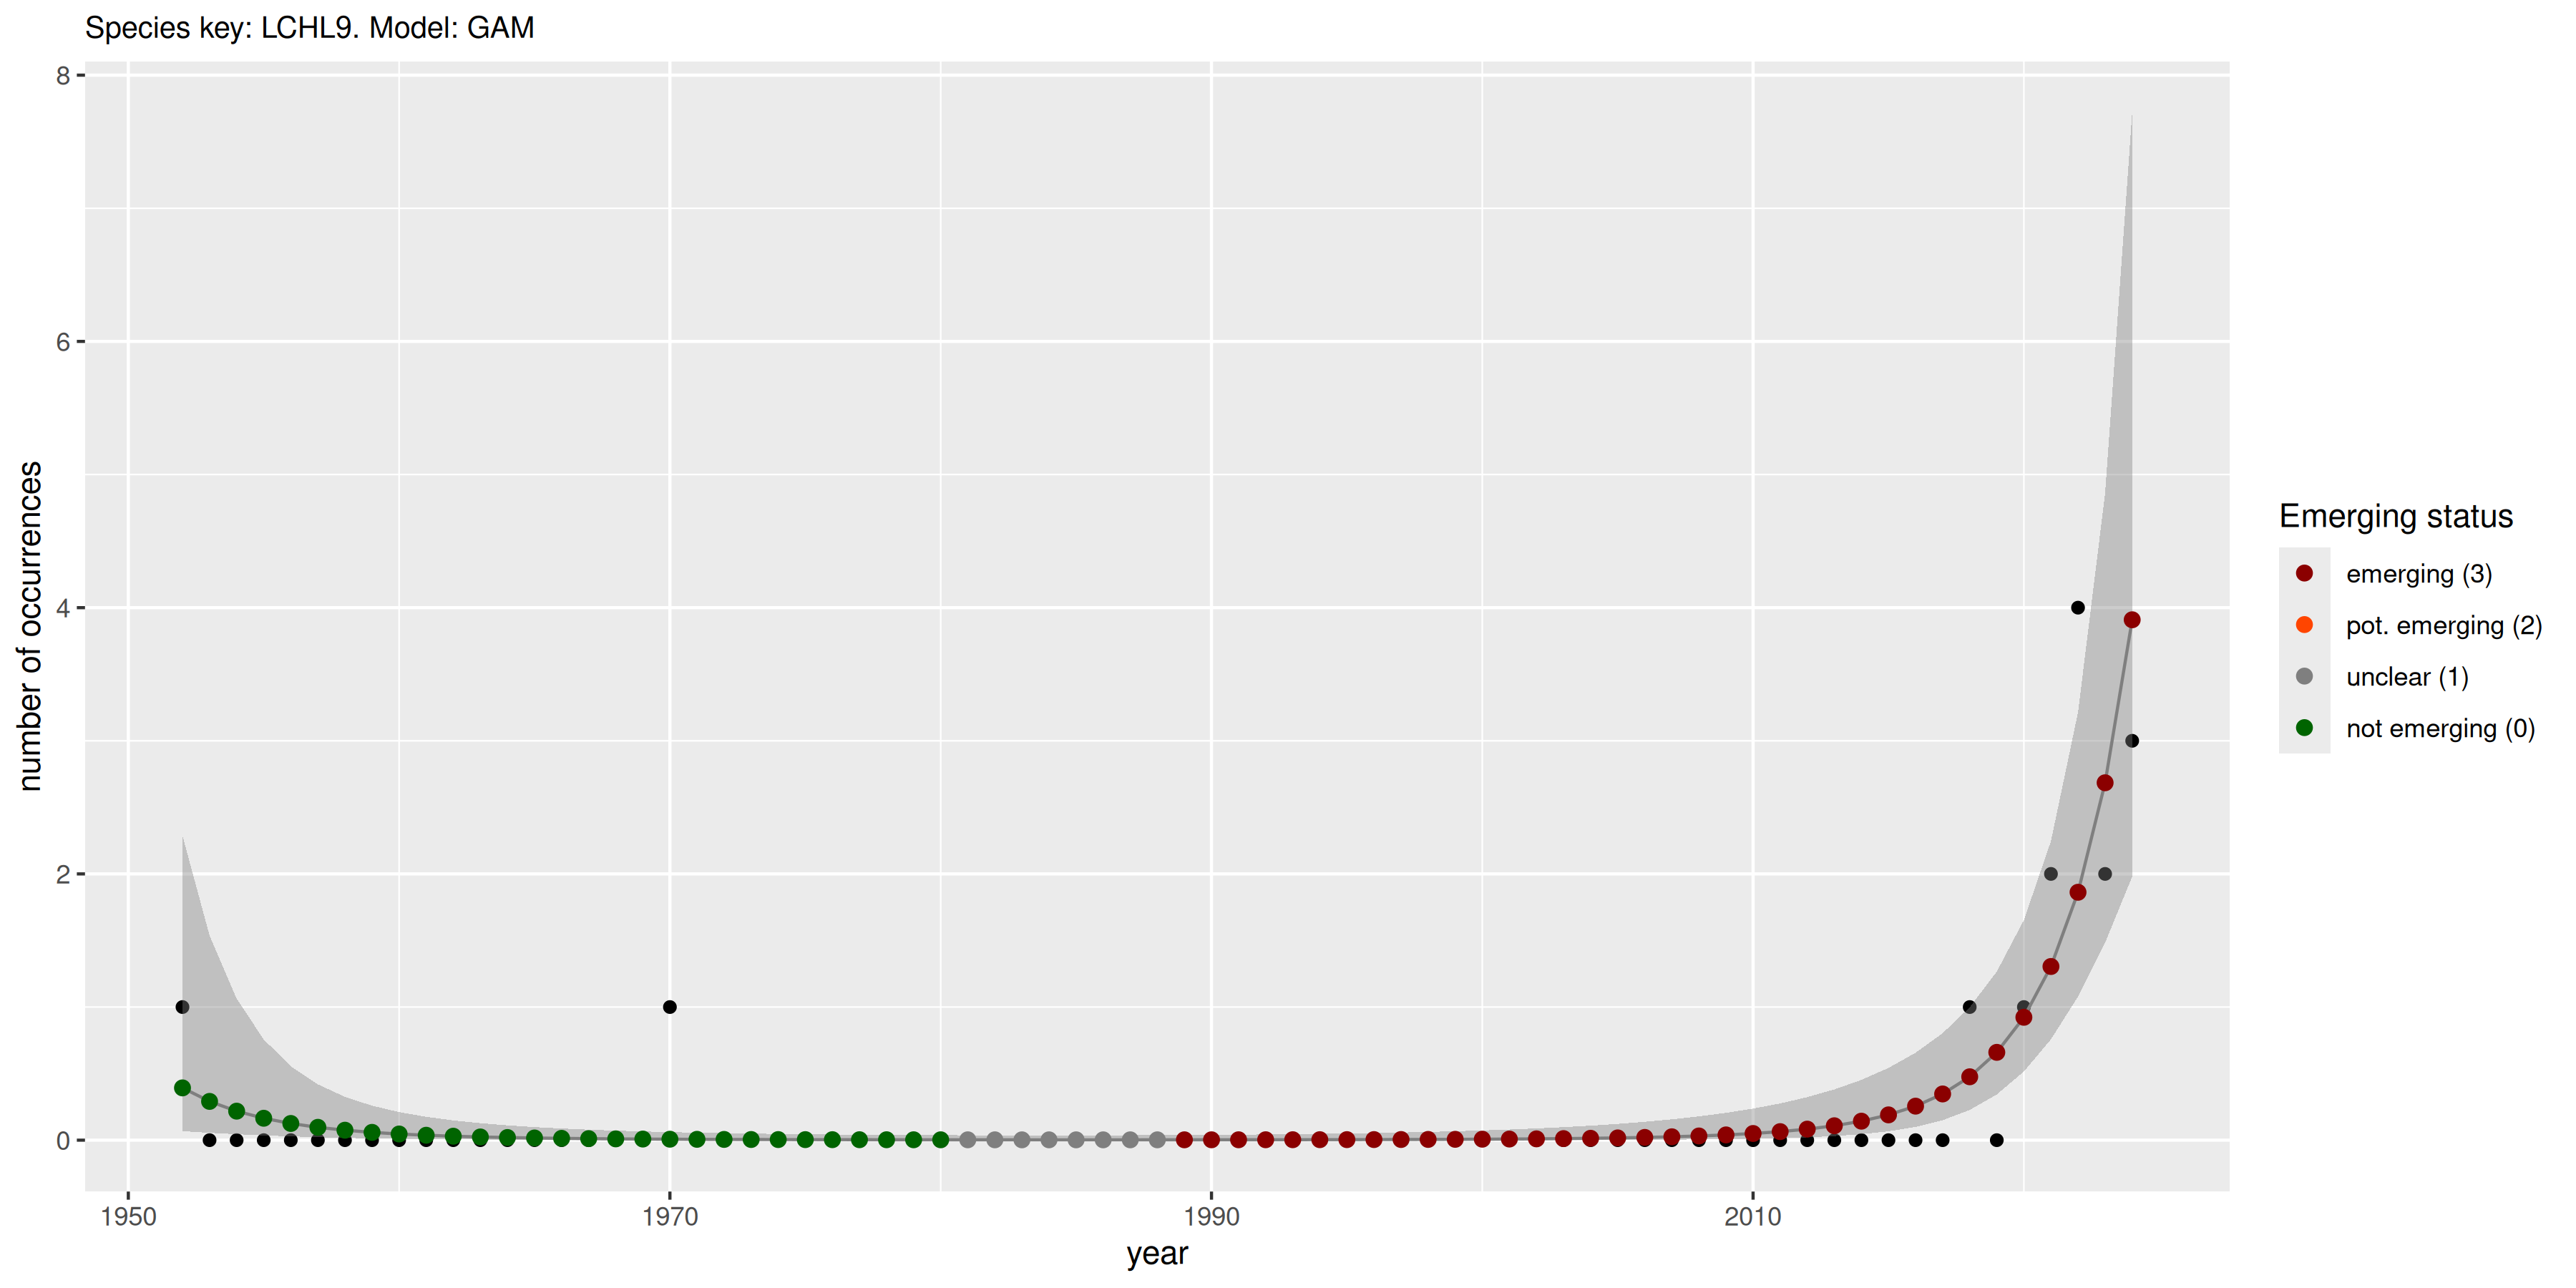 Species key: LCHL9. Model: GAM
8
6
4
2
0
number of occurrences
1950
1970
1990
2010
year
Emerging status
emerging (3)
pot. emerging (2)
unclear (1)
not emerging (0)